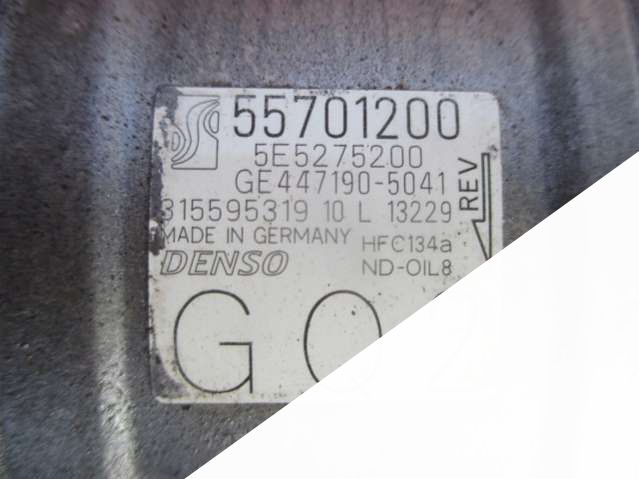 55701200
5E5275200
GE447190-5041
315595319 10 L 13229
REV
MADE IN GERMANY HFC134a
DENSO ND-OIL8
G